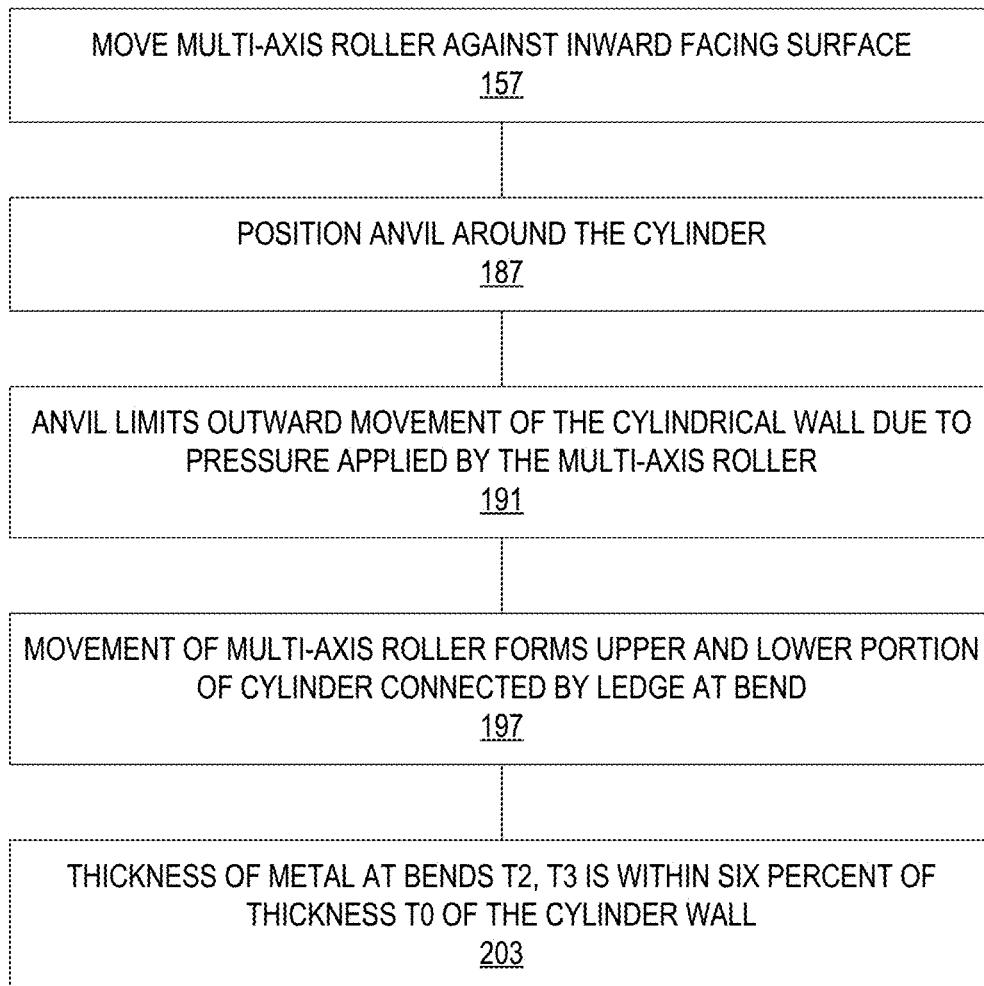 MOVE MULTI-AXIS ROLLER AGAINST INWARD FACING SURFACE
157
POSITION ANVIL AROUND THE CYLINDER
187
ANVIL LIMITS OUTWARD MOVEMENT OF THE CYLINDRICAL WALL DUE TO
PRESSURE APPLIED BY THE MULTI-AXIS ROLLER
191
MOVEMENT OF MULTI-AXIS ROLLER FORMS UPPER AND LOWER PORTION
OF CYLINDER CONNECTED BY LEDGE AT BEND
197
THICKNESS OF METAL AT BENDS T2, T3 IS WITHIN SIX PERCENT OF
THICKNESS T0 OF THE CYLINDER WALL
203